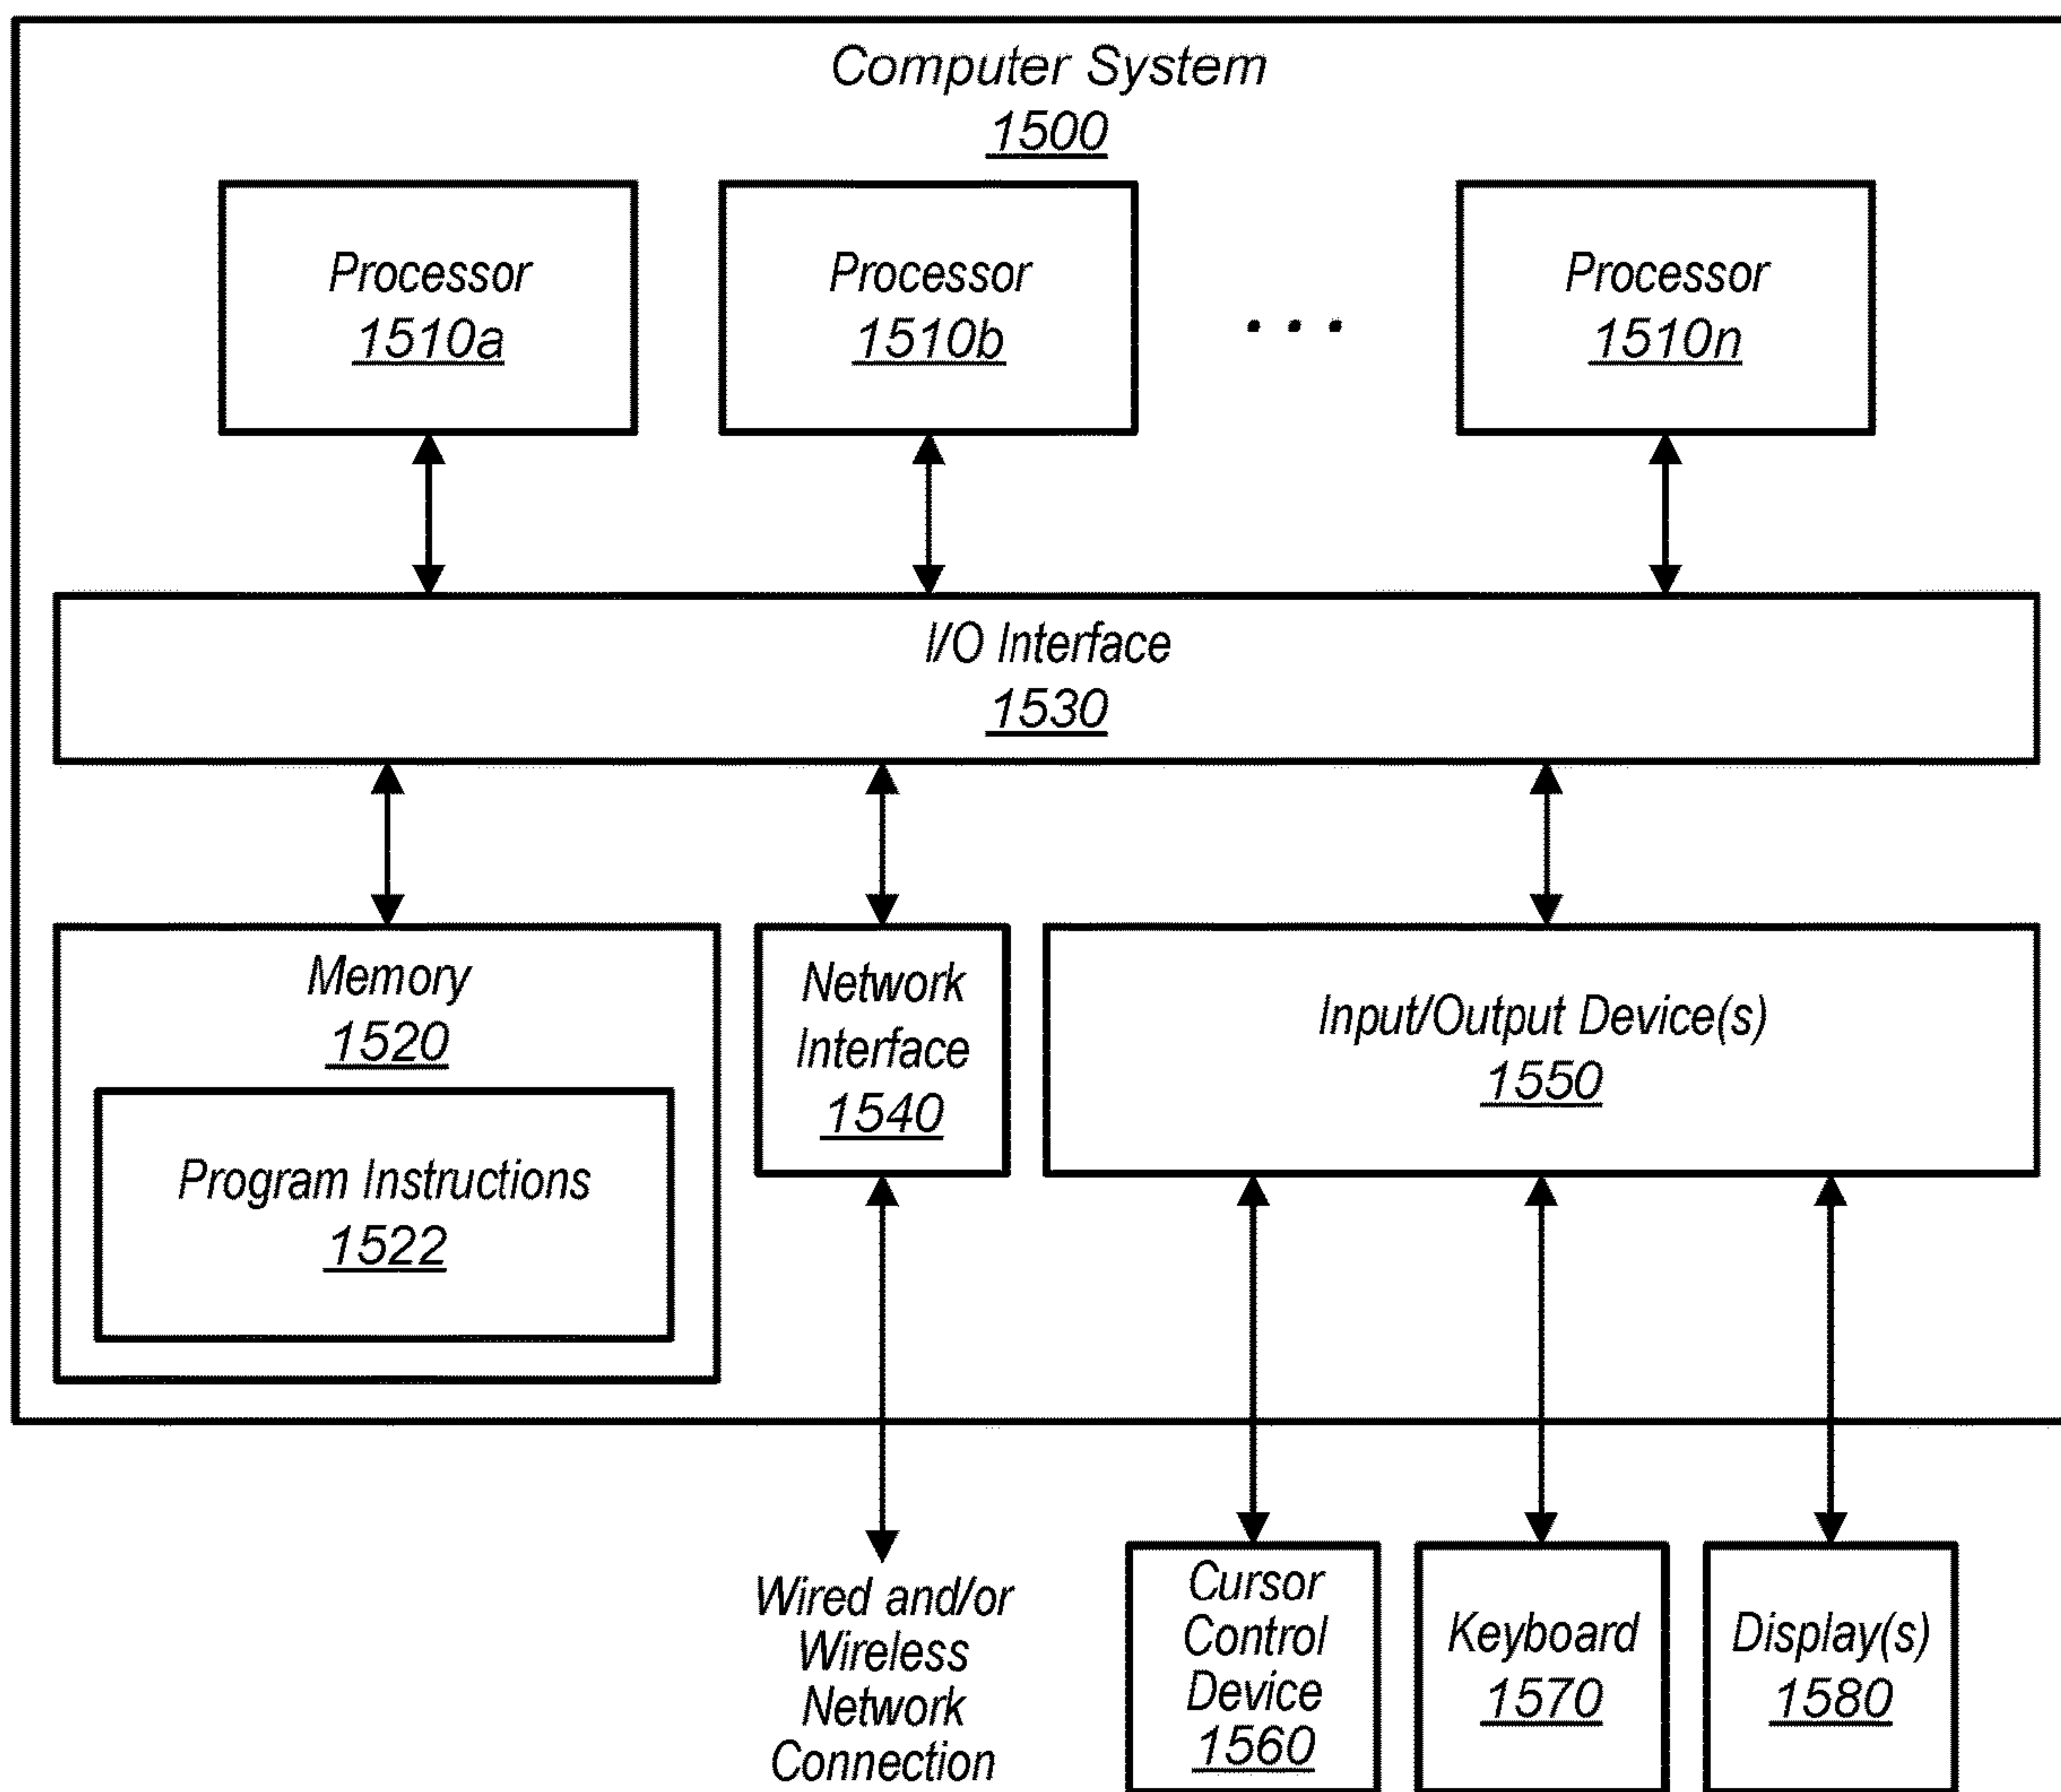 Computer System
1500
Processor
1510a
Processor
1510b
. . .
Processor
1510n
I/O Interface
1530
Memory
1520
Program Instructions
1522
Network
Interface
1540
Input/Output Device(s)
1550
Wired and/or
Wireless
Network
Connection
Cursor
Control
Device
1560
Keyboard
1570
Display(s)
1580